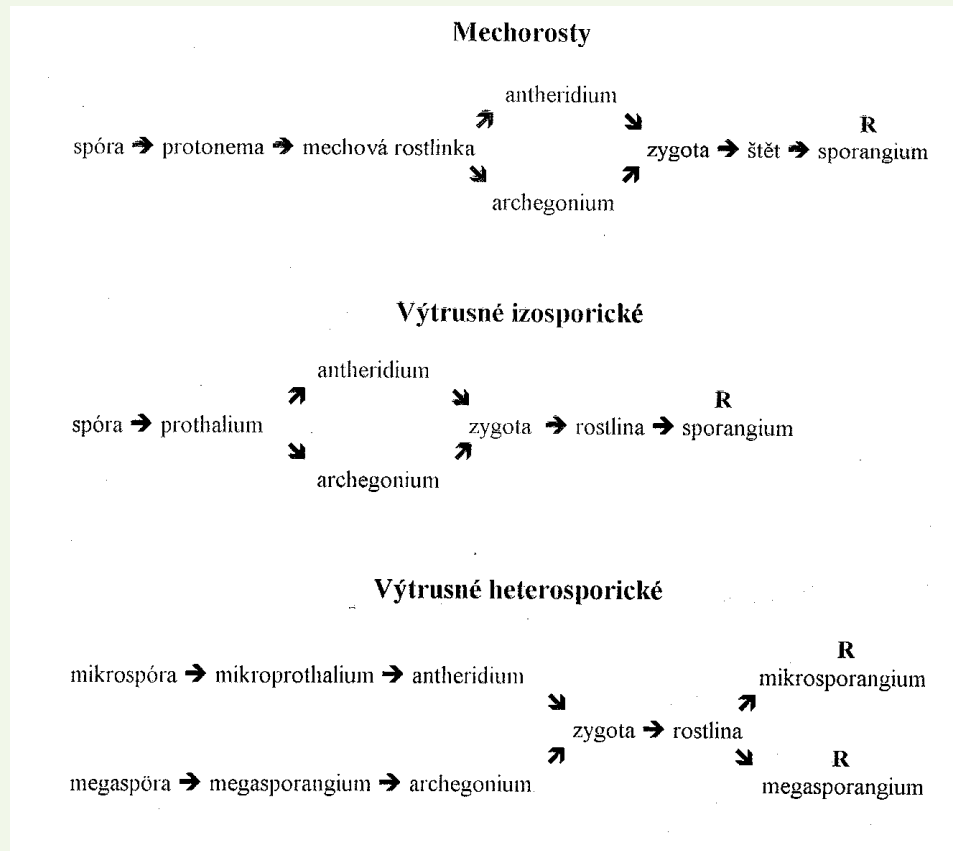 Mechorosty
antheridium
R
spóra ➔ protonema ➔ mechová rostlinka
zygota ➔ štět ➔ sporangium
archegonium
Výtrusné izosporické
antheridium
R
spóra ➔ prothalium
zygota ➔ rostlina ➔ sporangium
archegonium
Výtrusné heterosporické
R
mikrospóra ➔ mikroprothalium ➔ antheridium
mikrosporangium
zygota ➔ rostlina
R
megaspóra ➔ megasporangium ➔ archegonium
megasporangium